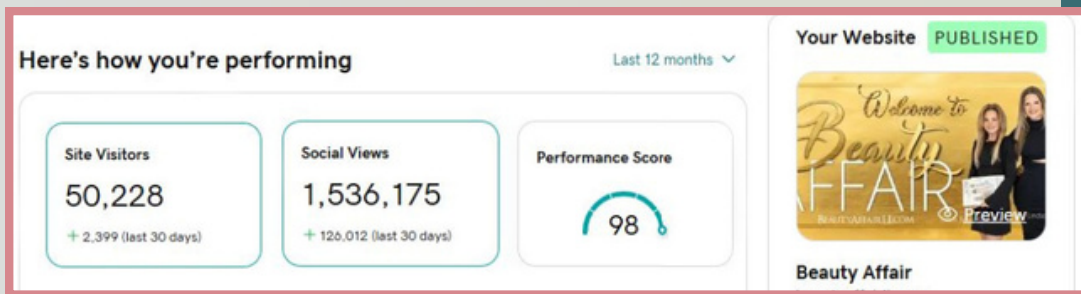 Here's how you're performing
Last 12 months
Site Visitors
50,228
+ 2,399 (last 30 days)
Social Views
1,536,175
+ 126,012 (last 30 days)
Performance Score
98
Your Website PUBLISHED
Welcome to
Beauty
AFFAIR
BEAUTYAFFAIRLI.COM
Preview
Beauty Affair